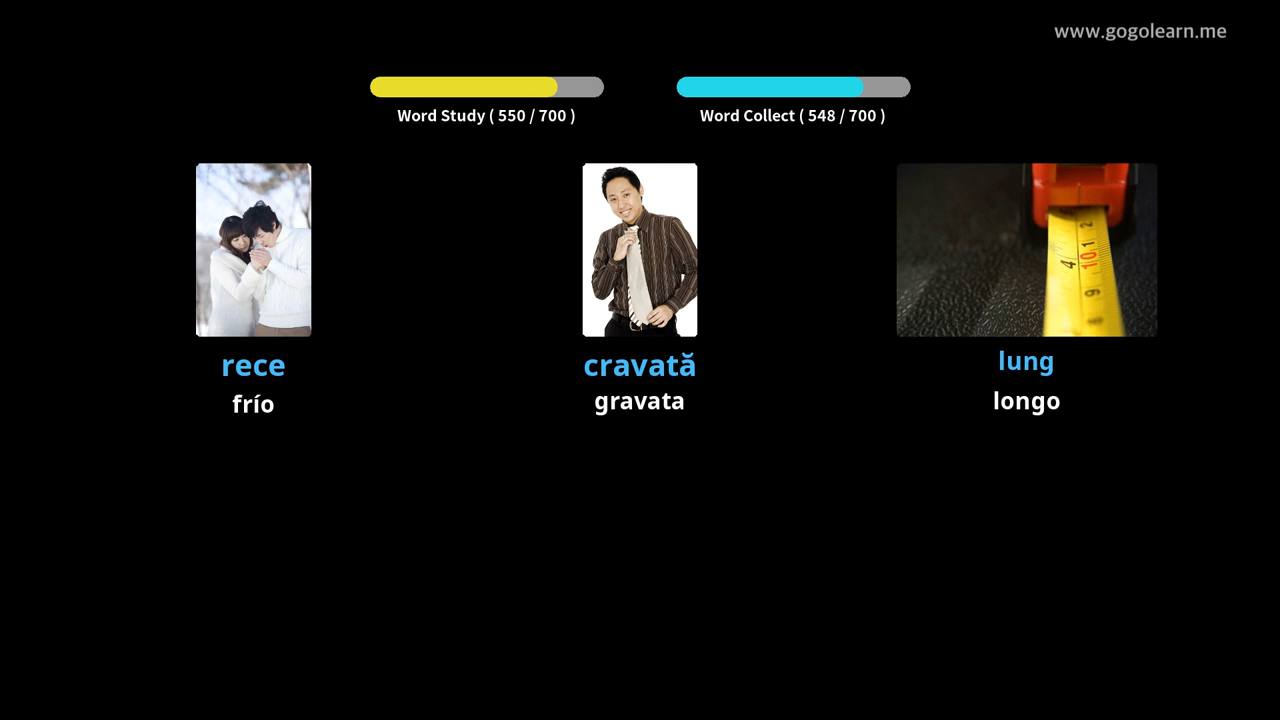 www.gogolearn.me
Word Study ( 550 / 700 )
Word Collect ( 548 / 700 )
rece
cravată
lung
frío
gravata
longo